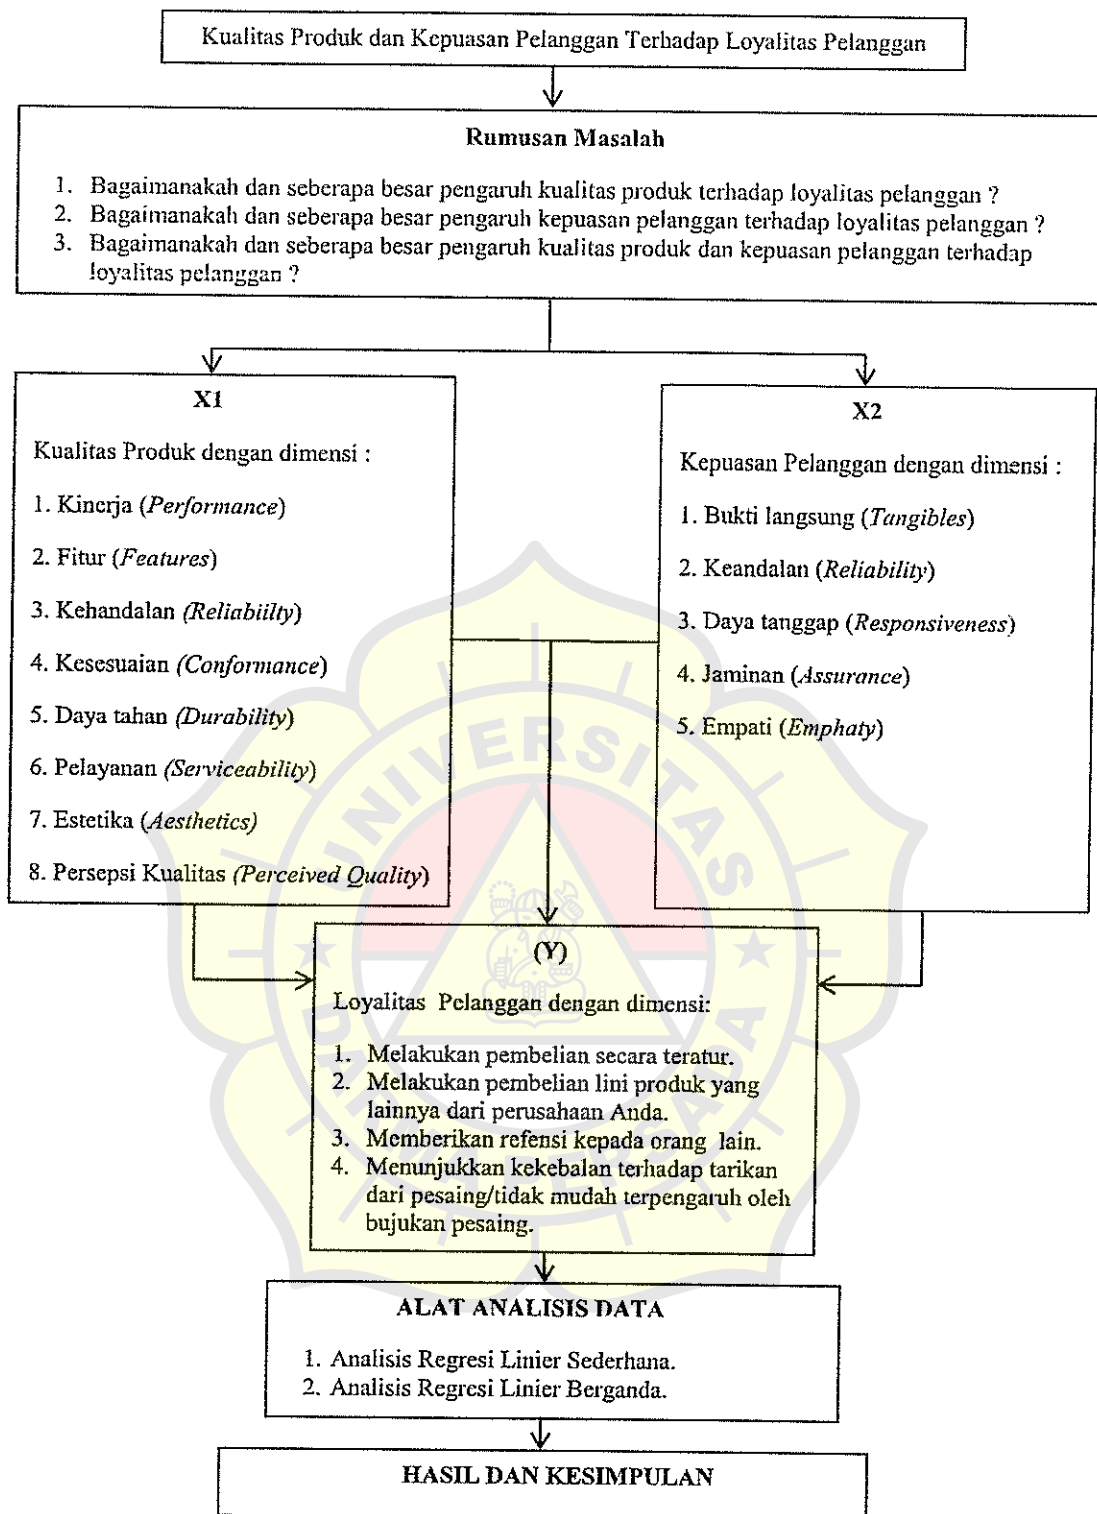 Kualitas Produk dan Kepuasan Pelanggan Terhadap Loyalitas Pelanggan
Rumusan Masalah
1. Bagaimanakah dan seberapa besar pengaruh kualitas produk terhadap loyalitas pelanggan ?
2. Bagaimanakah dan seberapa besar pengaruh kepuasan pelanggan terhadap loyalitas pelanggan ?
3. Bagaimanakah dan seberapa besar pengaruh kualitas produk dan kepuasan pelanggan terhadap
loyalitas pelanggan ?
X1
Kualitas Produk dengan dimensi :
1. Kinerja (Performance)
2. Fitur (Features)
3. Kehandalan (Reliabiilty)
4. Kesesuaian (Conformance)
5. Daya tahan (Durability)
6. Pelayanan (Serviceability)
7. Estetika (Aesthetics)
8. Persepsi Kualitas (Perceived Quality)
X2
Kepuasan Pelanggan dengan dimensi :
1. Bukti langsung (Tangibles)
2. Keandalan (Reliability)
3. Daya tanggap (Responsiveness)
4. Jaminan (Assurance)
5. Empati (Emphaty)
(Y)
Loyalitas Pelanggan dengan dimensi:
1. Melakukan pembelian secara teratur.
2. Melakukan pembelian lini produk yang
lainnya dari perusahaan Anda.
3. Memberikan refensi kepada orang lain.
4. Menunjukkan kekebalan terhadap tarikan
dari pesaing/tidak mudah terpengaruh oleh
bujukan pesaing.
ALAT ANALISIS DATA
1. Analisis Regresi Linier Sederhana.
2. Analisis Regresi Linier Berganda.
HASIL DAN KESIMPULAN
UNIVERSITAS
DARMA PERSADA